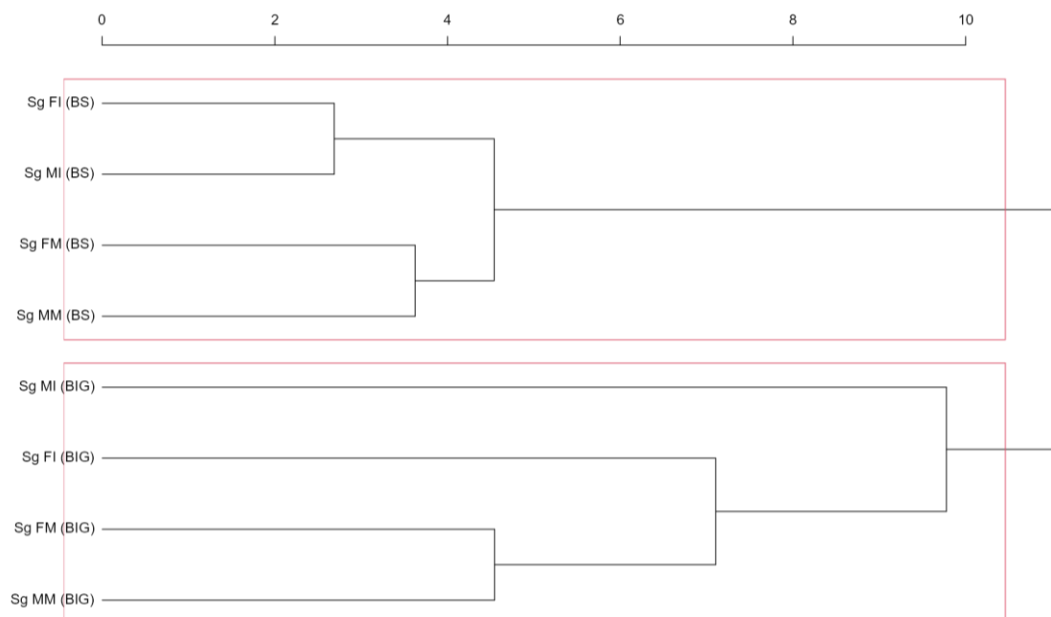 0 2 4 6 8 10
Sg FI (BS)
Sg MI (BS)
Sg FM (BS)
Sg MM (BS)
Sg MI (BIG)
Sg FI (BIG)
Sg FM (BIG)
Sg MM (BIG)